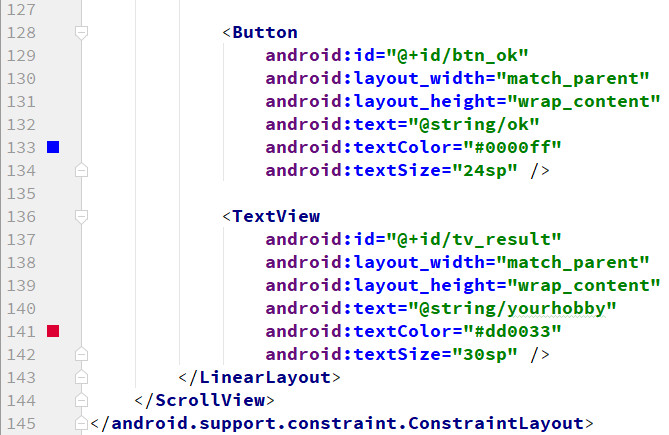 127
128 <Button
129 android:id="@+id/btn_ok"
130 android:layout_width="match_parent"
131 android:layout_height="wrap_content"
132 android:text="@string/ok"
133 android:textColor="#0000ff"
134 android:textSize="24sp" />
135
136 <TextView
137 android:id="@+id/tv_result"
138 android:layout_width="match_parent"
139 android:layout_height="wrap_content"
140 android:text="@string/yourhobby"
141 android:textColor="#dd0033"
142 android:textSize="30sp" />
143 </LinearLayout>
144 </ScrollView>
145 </android.support.constraint.ConstraintLayout>